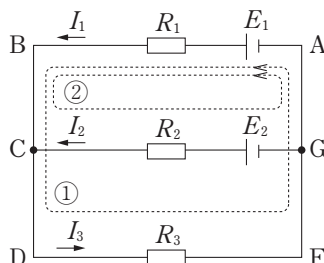 I₁ R₁ E₁
B A
②
I₂ R₂ E₂
C G
①
I₃ R₃
D F